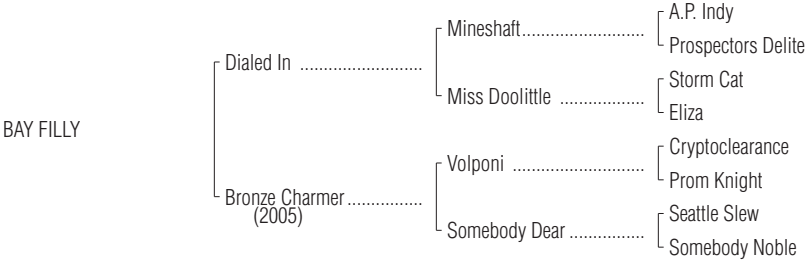 A.P. Indy
Mineshaft........................
Prospectors Delite
Dialed In ........................
Storm Cat
Miss Doolittle .................
Eliza
BAY FILLY
Cryptoclearance
Volponi ..........................
Prom Knight
Bronze Charmer...............
(2005)
Seattle Slew
Somebody Dear ...............
Somebody Noble